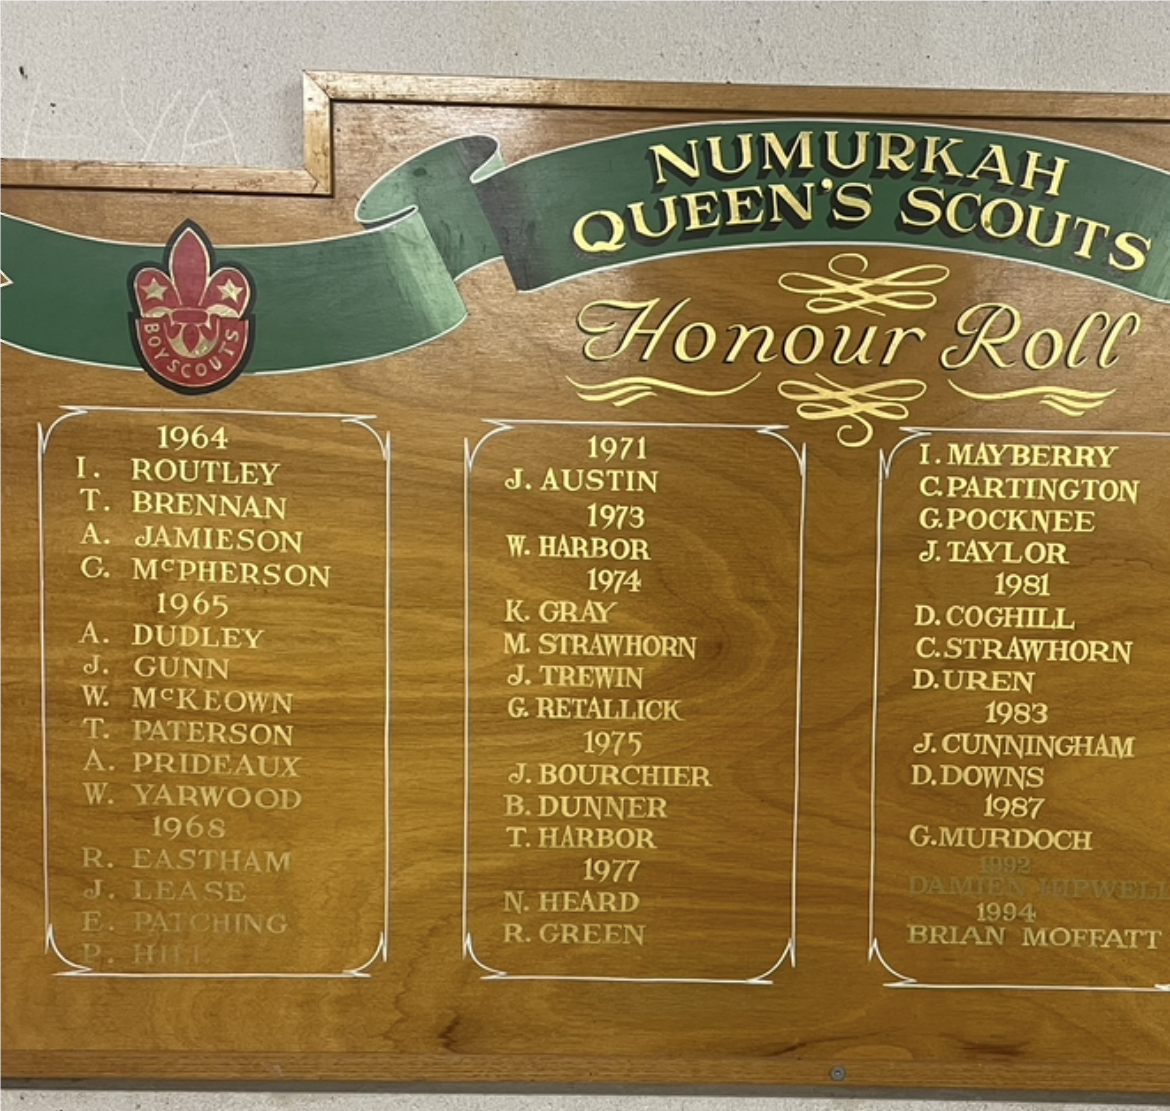 NUMURKAH
QUEEN'S SCOUTS
Honour Roll
BOY SCOUTS
1964
I. ROUTLEY
T. BRENNAN
A. JAMIESON
G. McPHERSON
1965
A. DUDLEY
J. GUNN
W. McKEOWN
T. PATERSON
A. PRIDEAUX
W. YARWOOD
1968
R. EASTHAM
J. LEASE
E. PATCHING
P. HILL
1971
J. AUSTIN
1973
W. HARBOR
1974
K. GRAY
M. STRAWHORN
J. TREWIN
G. RETALLICK
1975
J. BOURCHIER
B. DUNNER
T. HARBOR
1977
N. HEARD
R. GREEN
I. MAYBERRY
C. PARTINGTON
G. POCKNEE
J. TAYLOR
1981
D. COGHILL
C. STRAWHORN
D. UREN
1983
J. CUNNINGHAM
D. DOWNS
1987
G. MURDOCH
1992
DAMIEN
1994
BRIAN MOFFATT